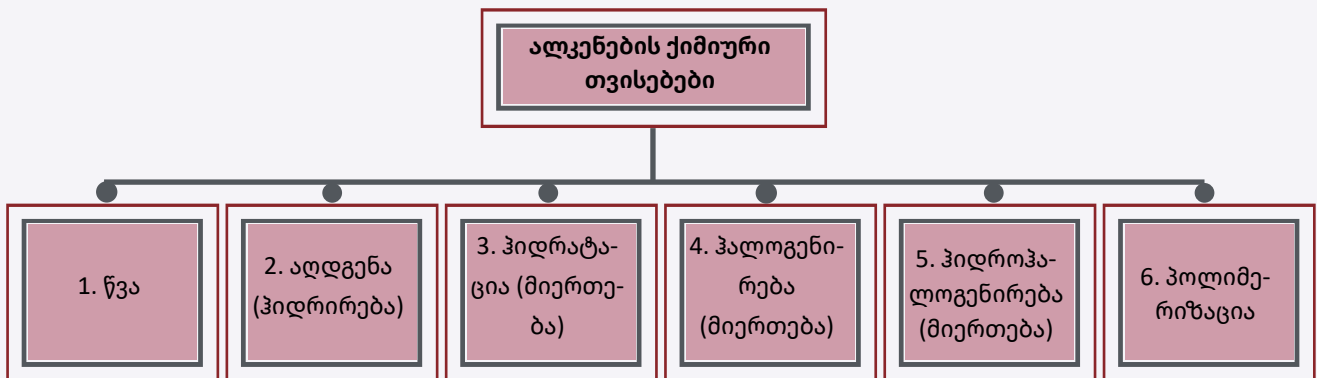 ალკენების ქიმიური
თვისებები
1. წვა
2. აღდგენა
(ჰიდრირება)
3. ჰიდრატა-
ცია (მიერთე-
ბა)
4. ჰალოგენი-
რება
(მიერთება)
5. ჰიდროჰა-
ლოგენირება
(მიერთება)
6. პოლიმე-
რიზაცია